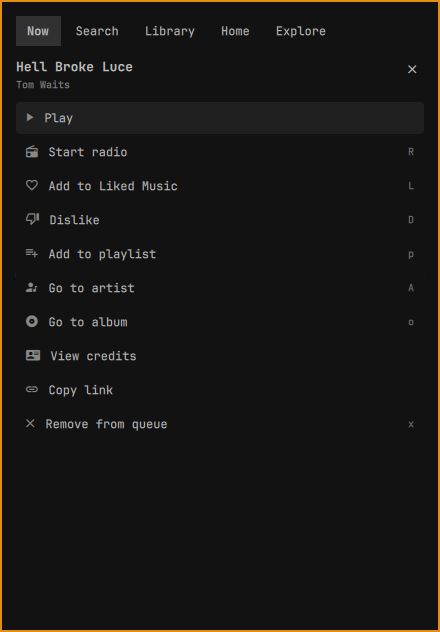 Now Search Library Home Explore
Hell Broke Luce
Tom Waits
Play
Start radio R
Add to Liked Music L
Dislike D
Add to playlist p
Go to artist A
Go to album o
View credits
Copy link
Remove from queue x